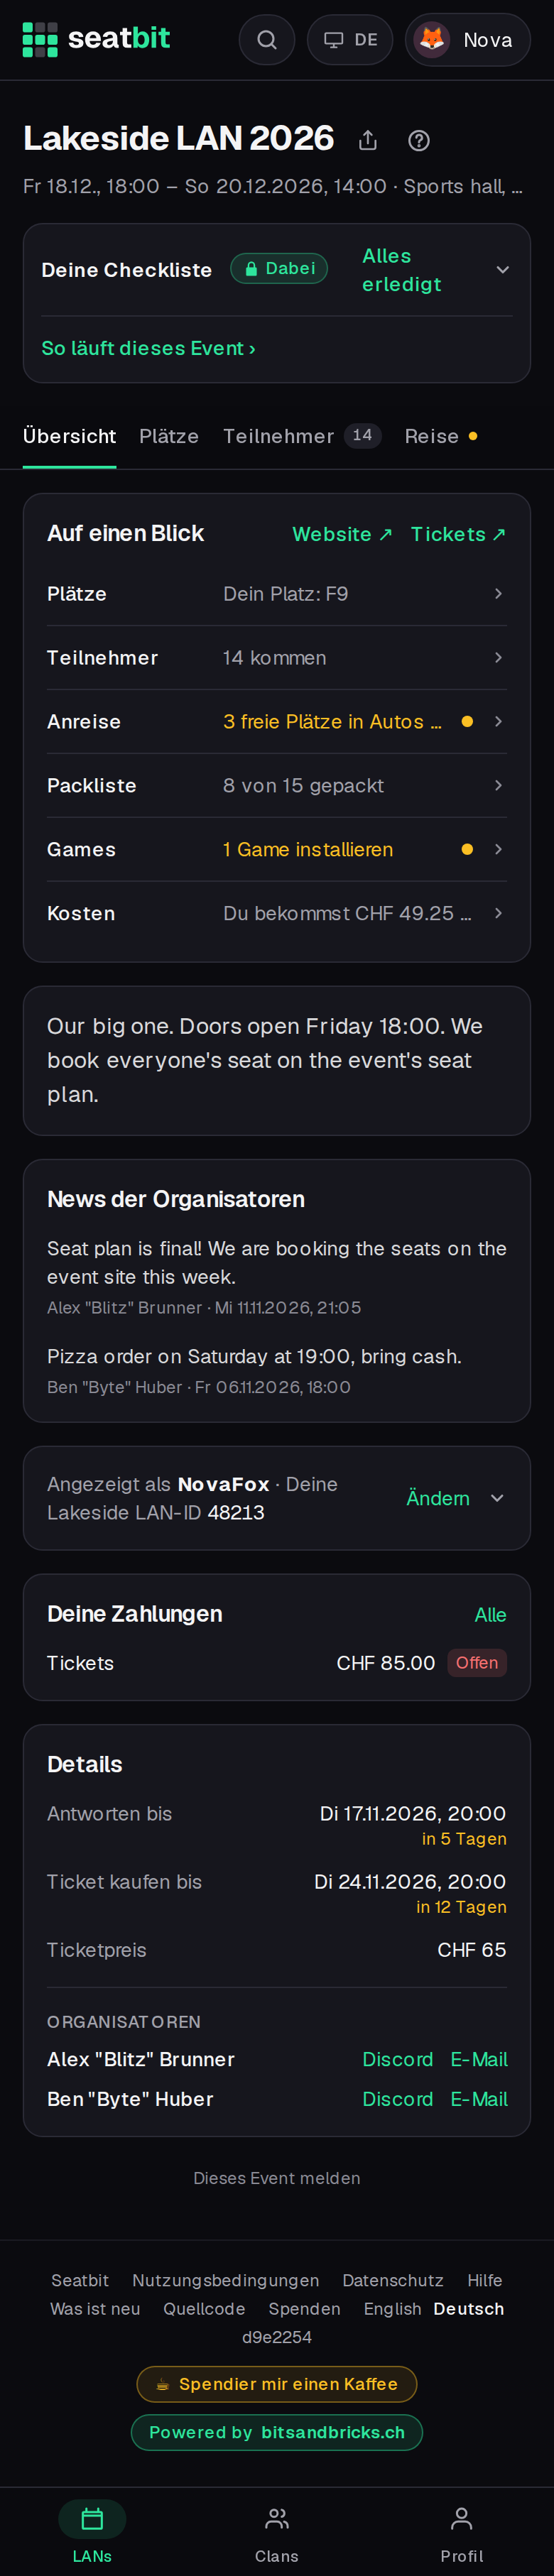 seatbit
DE
Nova
Lakeside LAN 2026
Fr 18.12., 18:00 – So 20.12.2026, 14:00 · Sports hall, ...
Deine Checkliste
Dabei
Alles
erledigt
So läuft dieses Event ›
Übersicht
Plätze
Teilnehmer 14
Reise
Auf einen Blick
Website ↗
Tickets ↗
Plätze
Dein Platz: F9
Teilnehmer
14 kommen
Anreise
3 freie Plätze in Autos ...
Packliste
8 von 15 gepackt
Games
1 Game installieren
Kosten
Du bekommst CHF 49.25 ...
Our big one. Doors open Friday 18:00. We
book everyone's seat on the event's seat
plan.
News der Organisatoren
Seat plan is final! We are booking the seats on the
event site this week.
Alex "Blitz" Brunner · Mi 11.11.2026, 21:05
Pizza order on Saturday at 19:00, bring cash.
Ben "Byte" Huber · Fr 06.11.2026, 18:00
Angezeigt als NovaFox · Deine
Lakeside LAN-ID 48213
Ändern
Deine Zahlungen
Alle
Tickets
CHF 85.00 Offen
Details
Antworten bis
Di 17.11.2026, 20:00
in 5 Tagen
Ticket kaufen bis
Di 24.11.2026, 20:00
in 12 Tagen
Ticketpreis
CHF 65
ORGANISATOREN
Alex "Blitz" Brunner
Discord E-Mail
Ben "Byte" Huber
Discord E-Mail
Dieses Event melden
Seatbit Nutzungsbedingungen Datenschutz Hilfe
Was ist neu Quellcode Spenden English Deutsch
d9e2254
Spendier mir einen Kaffee
Powered by bitsandbricks.ch
LANs
Clans
Profil